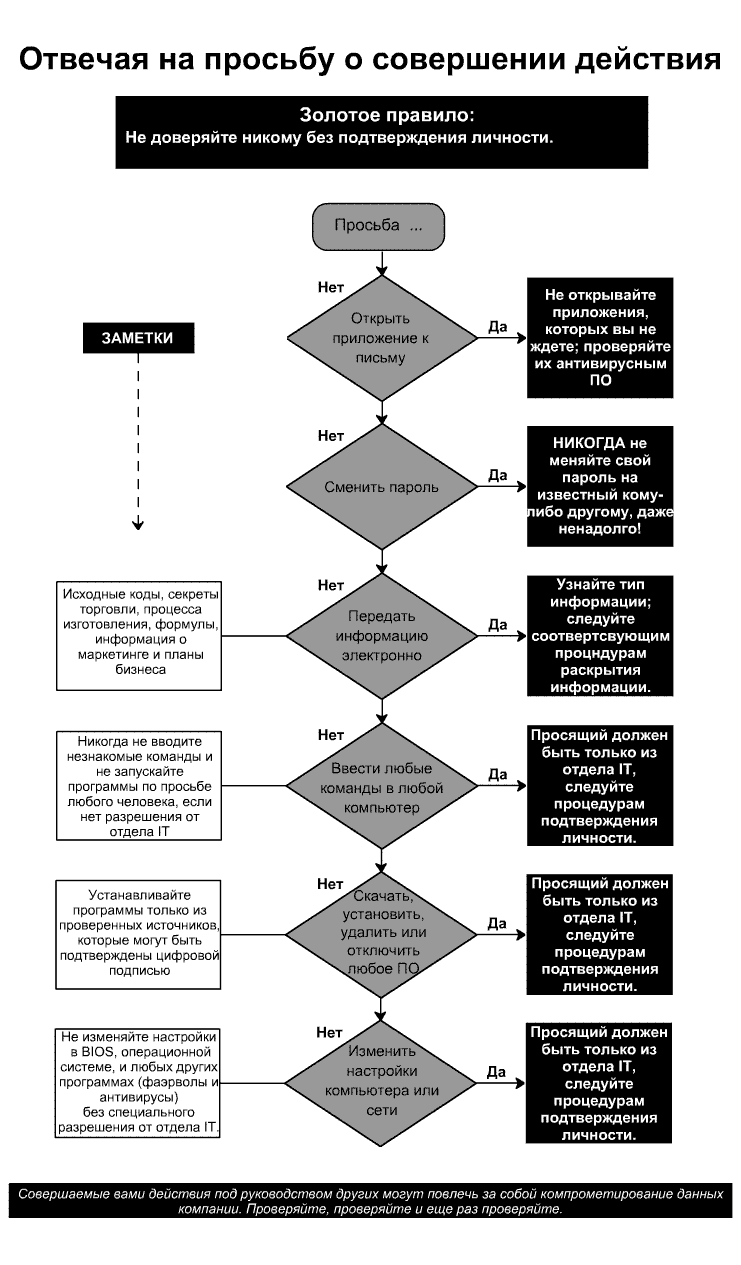 Отвечая на просьбу о совершении действия
Золотое правило:
Не доверяйте никому без подтверждения личности.
Просьба ...
Нет
Открыть
приложение к
письму
Да
Не открывайте
приложения,
которых вы не
ждете; проверяйте
их антивирусным
ПО
ЗАМЕТКИ
Нет
Сменить пароль
Да
НИКОГДА не
меняйте свой
пароль на
известный кому-
либо другому, даже
ненадолго!
Исходные коды, секреты
торговли, процесса
изготовления, формулы,
информация о
маркетинге и планы
бизнеса
Нет
Передать
информацию
электронно
Да
Узнайте тип
информации;
следуйте
соотвертсвующим
процндурам
раскрытия
информации.
Никогда не вводите
незнакомые команды и
не запускайте
программы по просьбе
любого человека, если
нет разрешения от
отдела IT
Нет
Ввести любые
команды в любой
компьютер
Да
Просящий должен
быть только из
отдела IT,
следуйте
процедурам
подтверждения
личности.
Устанавливайте
программы только из
проверенных источников,
которые могут быть
подтверждены цифровой
подписью
Нет
Скачать,
установить,
удалить или
отключить
любое ПО
Да
Просящий должен
быть только из
отдела IT,
следуйте
процедурам
подтверждения
личности.
Не изменяйте настройки
в BIOS, операционной
системе, и любых других
программах (фаэрволы и
антивирусы)
без специального
разрешения от отдела IT.
Нет
Изменить
настройки
компьютера или
сети
Да
Просящий должен
быть только из
отдела IT,
следуйте
процедурам
подтверждения
личности.
Совершаемые вами действия под руководством других могут повлечь за собой компрометирование данных
компании. Проверяйте, проверяйте и еще раз проверяйте.